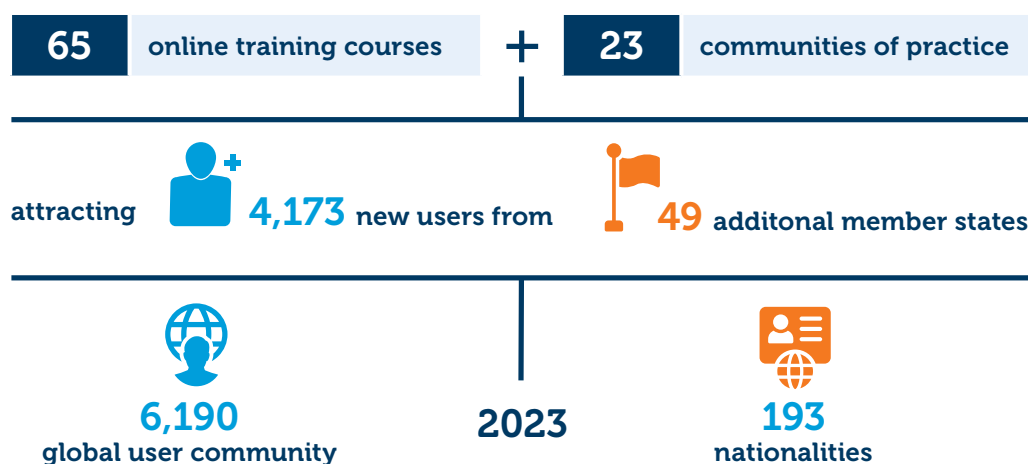 65 online training courses + 23 communities of practice
attracting 4,173 new users from 49 additonal member states
6,190 2023 193
global user community nationalities